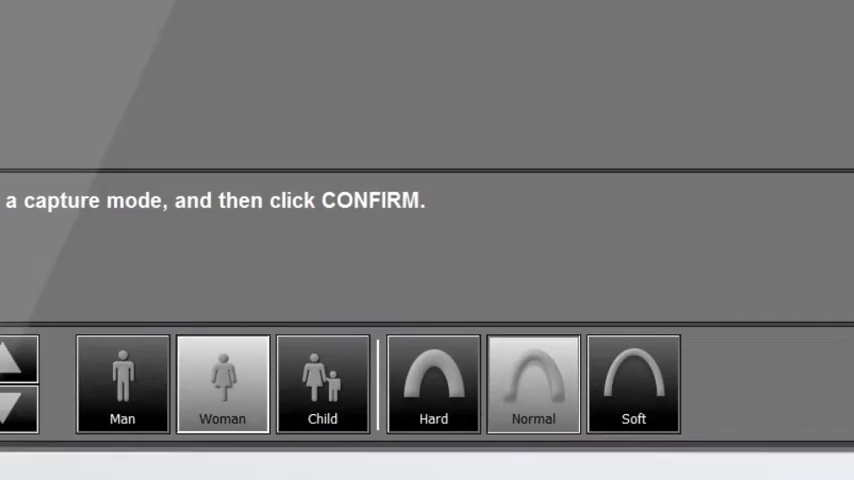 a capture mode, and then click CONFIRM.
Man
Woman
Child
Hard
Normal
Soft